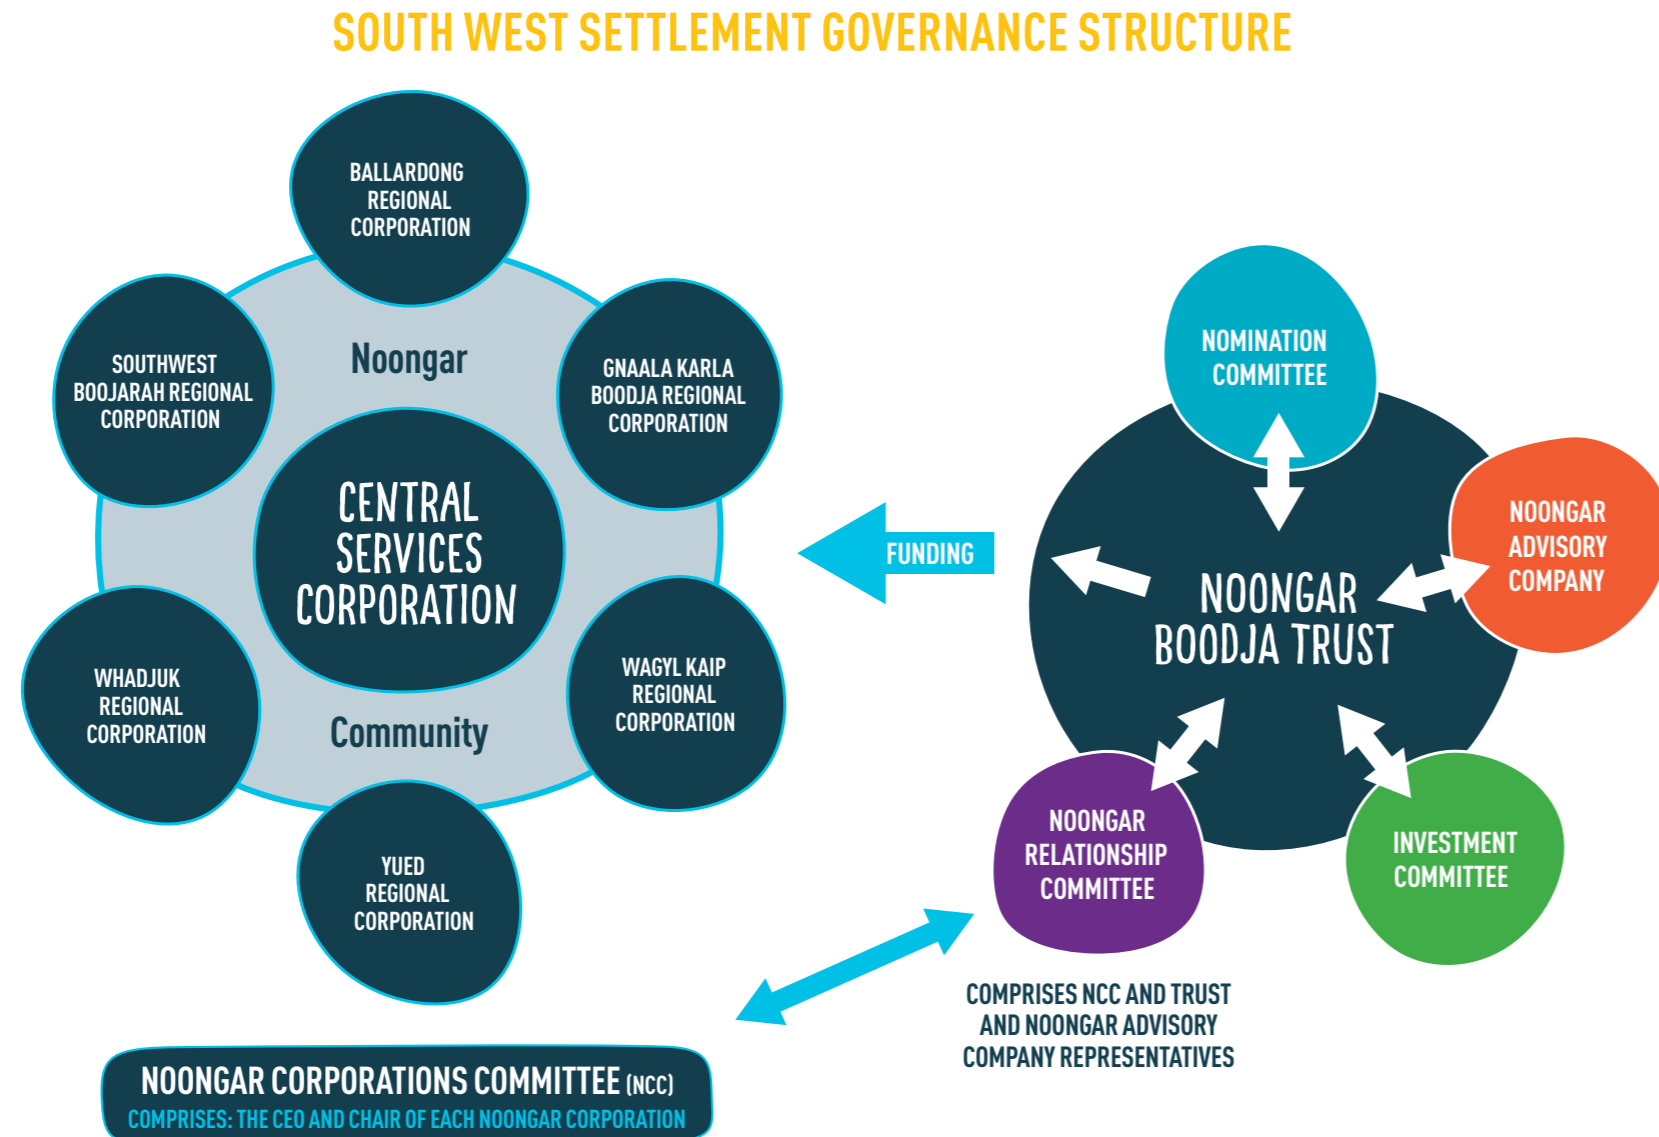 SOUTH WEST SETTLEMENT GOVERNANCE STRUCTURE
BALLARDONG
REGIONAL
CORPORATION
SOUTHWEST
BOOJARAH REGIONAL
CORPORATION
Noongar
GNAALA KARLA
BOODJA REGIONAL
CORPORATION
CENTRAL
SERVICES
CORPORATION
WHADJUK
REGIONAL
CORPORATION
Community
WAGYL KAIP
REGIONAL
CORPORATION
YUED
REGIONAL
CORPORATION
FUNDING
NOMINATION
COMMITTEE
NOONGAR
ADVISORY
COMPANY
NOONGAR
BOODJA TRUST
NOONGAR
RELATIONSHIP
COMMITTEE
INVESTMENT
COMMITTEE
COMPRISES NCC AND TRUST
AND NOONGAR ADVISORY
COMPANY REPRESENTATIVES
NOONGAR CORPORATIONS COMMITTEE (NCC)
COMPRISES: THE CEO AND CHAIR OF EACH NOONGAR CORPORATION